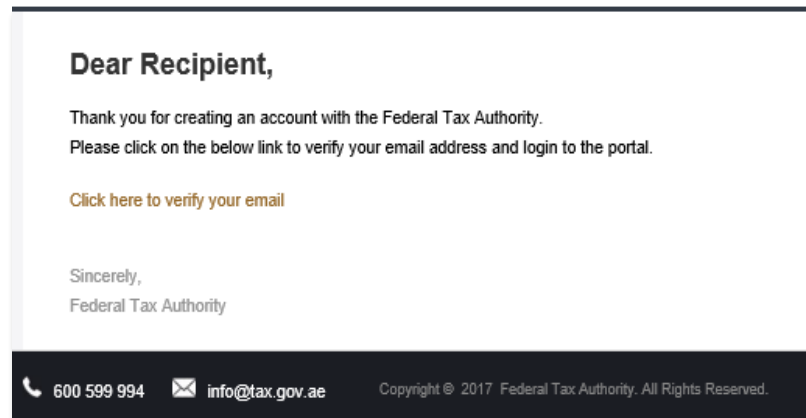 Dear Recipient,
Thank you for creating an account with the Federal Tax Authority.
Please click on the below link to verify your email address and login to the portal.
Click here to verify your email
Sincerely,
Federal Tax Authority
600 599 994 info@tax.gov.ae Copyright © 2017 Federal Tax Authority. All Rights Reserved.